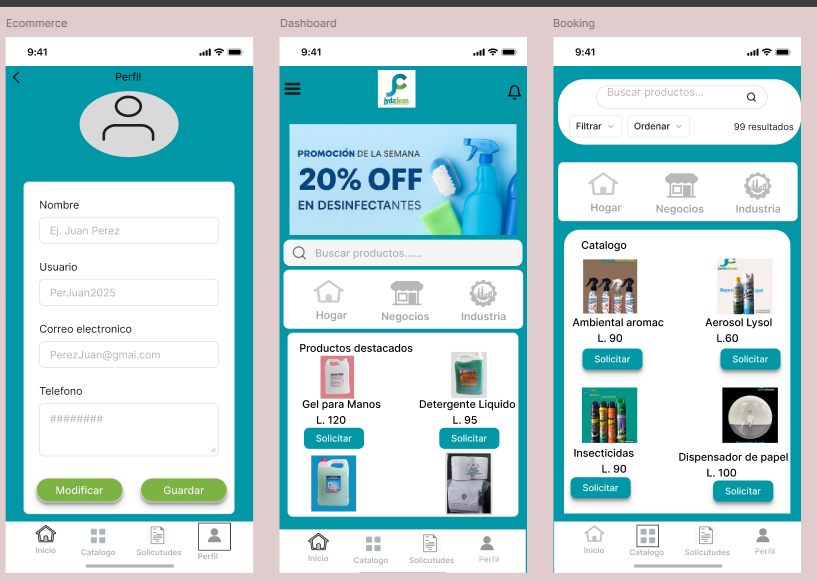 Ecommerce
9:41
Perfil
Nombre
Ej. Juan Perez
Usuario
PerJuan2025
Correo electronico
PerezJuan@gmai.com
Telefono
########
Modificar
Guardar
Inicio
Catalogo
Solicutudes
Perfil
Dashboard
9:41
jydzclean
PROMOCIÓN DE LA SEMANA
20% OFF
EN DESINFECTANTES
Buscar productos......
Hogar
Negocios
Industria
Productos destacados
Gel para Manos
L. 120
Solicitar
Detergente Liquido
L. 95
Solicitar
Inicio
Catalogo
Solicutudes
Perfil
Booking
9:41
Buscar productos...
Filtrar
Ordenar
99 resultados
Hogar
Negocios
Industria
Catalogo
Ambiental aromac
L. 90
Solicitar
Aerosol Lysol
L.60
Solicitar
Insecticidas
L. 90
Solicitar
Dispensador de papel
L. 100
Solicitar
Inicio
Catalogo
Solicutudes
Perfil